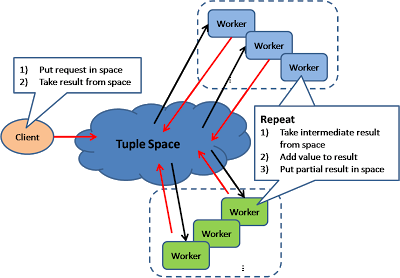 Worker
Worker
Worker
1) Put request in space
2) Take result from space
Client
Tuple Space
Repeat
1) Take intermediate result
from space
2) Add value to result
3) Put partial result in space
Worker
Worker
Worker